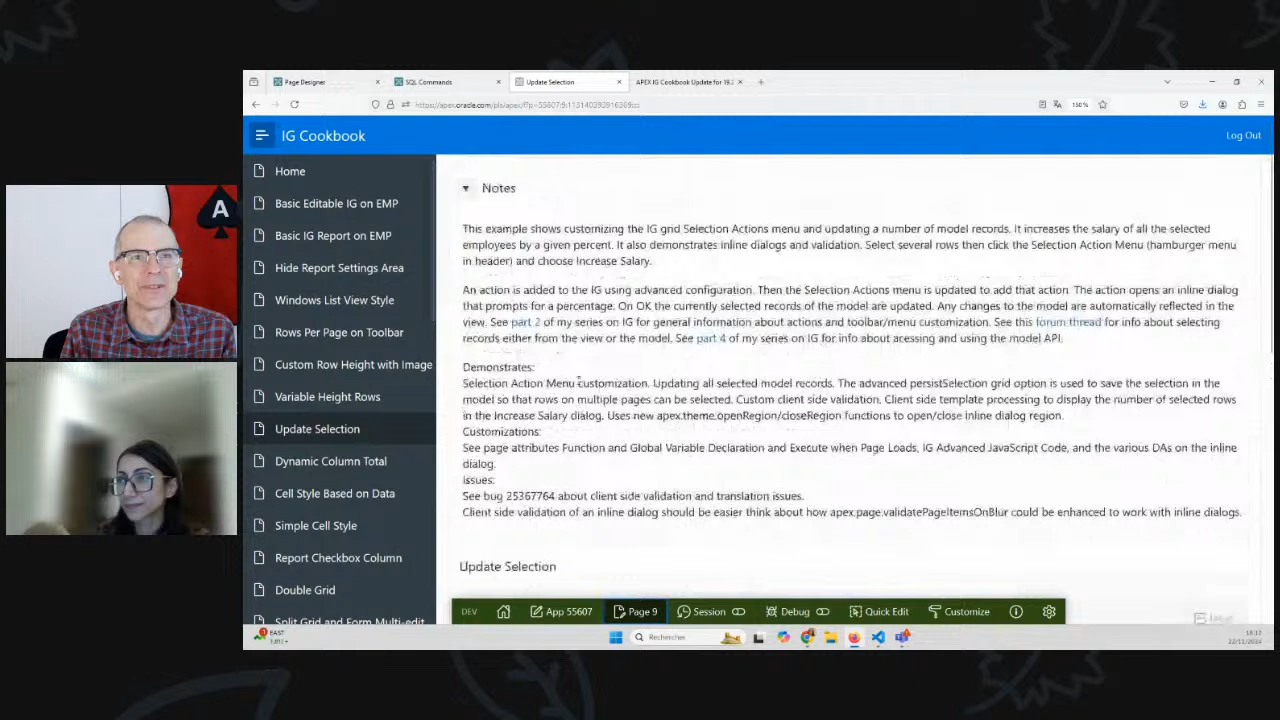 Page Designer
SQL Commands
Update Selection
APEX IG Cookbook Update for 19.2
150%
IG Cookbook
Log Out
Home
Basic Editable IG on EMP
Basic IG Report on EMP
Hide Report Settings Area
Windows List View Style
Rows Per Page on Toolbar
Custom Row Height with Image
Variable Height Rows
Update Selection
Dynamic Column Total
Cell Style Based on Data
Simple Cell Style
Report Checkbox Column
Double Grid
Split Grid and Form Multi-edit
A
Notes
This example shows customizing the IG grid Selection Actions menu and updating a number of model records. It increases the salary of all the selected
employees by a given percent. It also demonstrates inline dialogs and validation. Select several rows then click the Selection Action Menu (hamburger menu
in header) and choose Increase Salary.
An action is added to the IG using advanced configuration. Then the Selection Actions menu is updated to add that action. The action opens an inline dialog
that prompts for a percentage. On OK the currently selected records of the model are updated. Any changes to the model are automatically reflected in the
view. See part 2 of my series on IG for general information about actions and toolbar/menu customization. See this forum thread for info about selecting
records either from the view or the model. See part 4 of my series on IG for info about acessing and using the model API.
Demonstrates:
Selection Action Menu customization. Updating all selected model records. The advanced persistSelection grid option is used to save the selection in the
model so that rows on multiple pages can be selected. Custom client side validation. Client side template processing to display the number of selected rows
in the Increase Salary dialog. Uses new apex.theme.openRegion/closeRegion functions to open/close inline dialog region.
Customizations:
See page attributes Function and Global Variable Declaration and Execute when Page Loads, IG Advanced JavaScript Code, and the various DAs on the inline
dialog.
Issues:
See bug 25367764 about client side validation and translation issues.
Client side validation of an inline dialog should be easier think about how apex.page.validatePageItemsOnBlur could be enhanced to work with inline dialogs.
Update Selection
DEV
App 55607
Page 9
Session
Debug
Quick Edit
Customize
EAST
Rechercher
22/11/2024